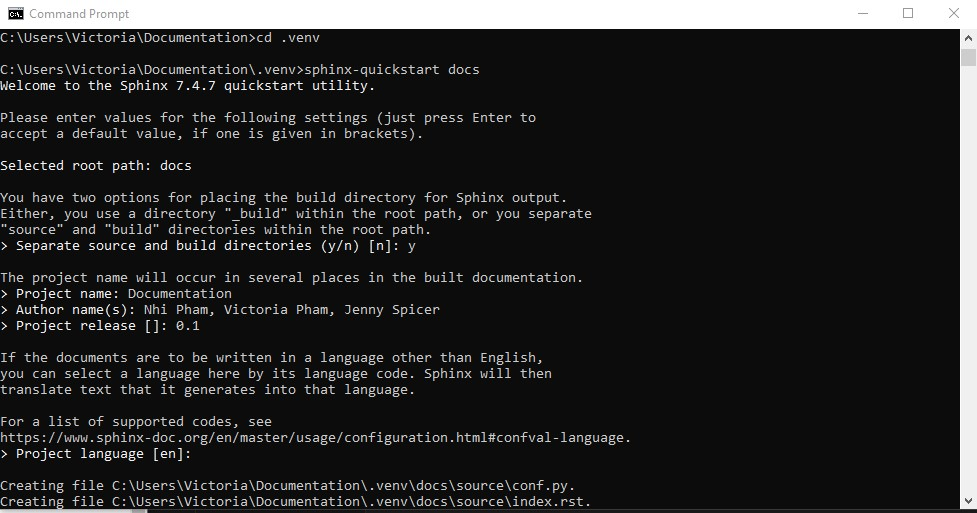 Command Prompt
C:\Users\Victoria\Documentation>cd .venv
C:\Users\Victoria\Documentation\.venv>sphinx-quickstart docs
Welcome to the Sphinx 7.4.7 quickstart utility.
Please enter values for the following settings (just press Enter to
accept a default value, if one is given in brackets).
Selected root path: docs
You have two options for placing the build directory for Sphinx output.
Either, you use a directory "_build" within the root path, or you separate
"source" and "build" directories within the root path.
> Separate source and build directories (y/n) [n]: y
The project name will occur in several places in the built documentation.
> Project name: Documentation
> Author name(s): Nhi Pham, Victoria Pham, Jenny Spicer
> Project release []: 0.1
If the documents are to be written in a language other than English,
you can select a language here by its language code. Sphinx will then
translate text that it generates into that language.
For a list of supported codes, see
https://www.sphinx-doc.org/en/master/usage/configuration.html#confval-language.
> Project language [en]:
Creating file C:\Users\Victoria\Documentation\.venv\docs\source\conf.py.
Creating file C:\Users\Victoria\Documentation\.venv\docs\source\index.rst.